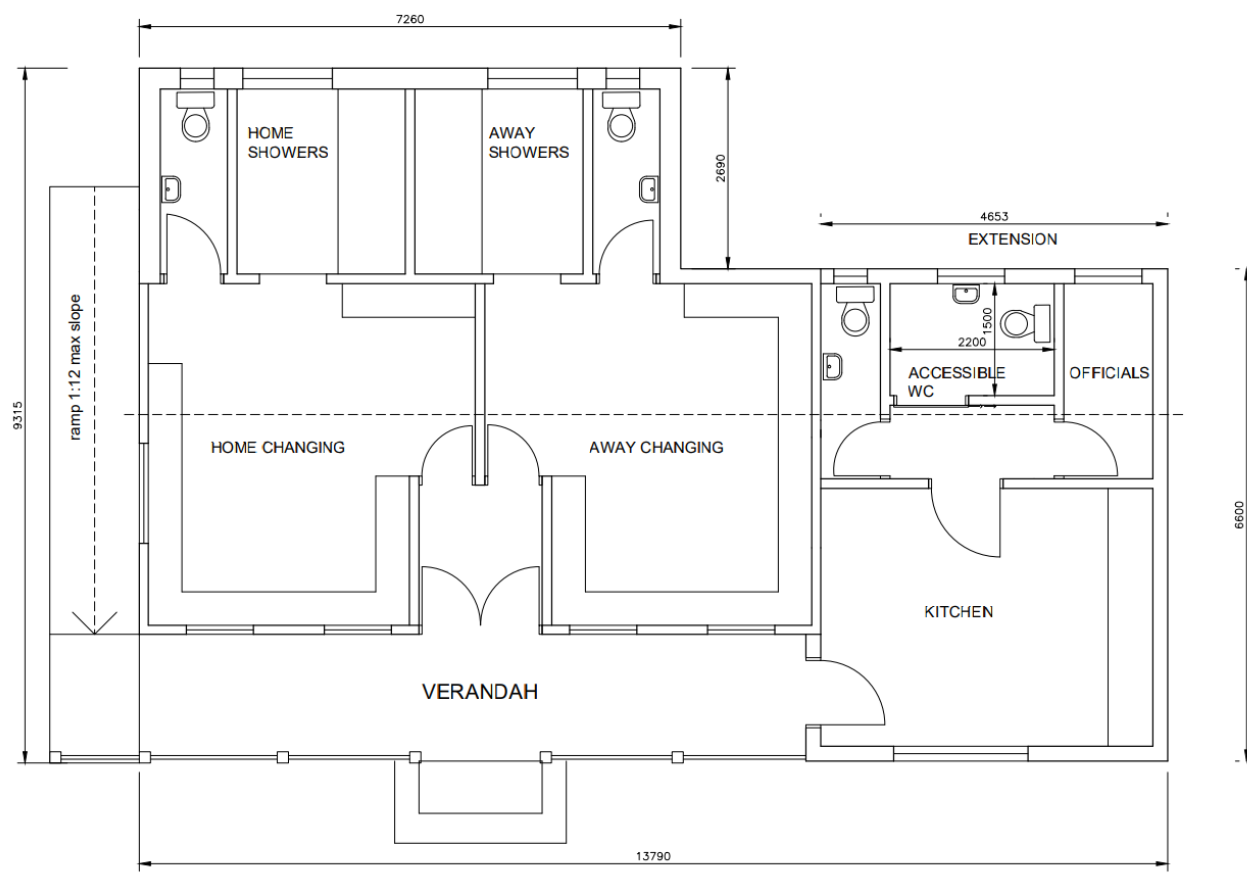 7260
HOME
SHOWERS
AWAY
SHOWERS
2690
4653
EXTENSION
ramp 1:12 max slope
9315
1500
2200
ACCESSIBLE
WC
OFFICIALS
HOME CHANGING
AWAY CHANGING
6600
KITCHEN
VERANDAH
13790